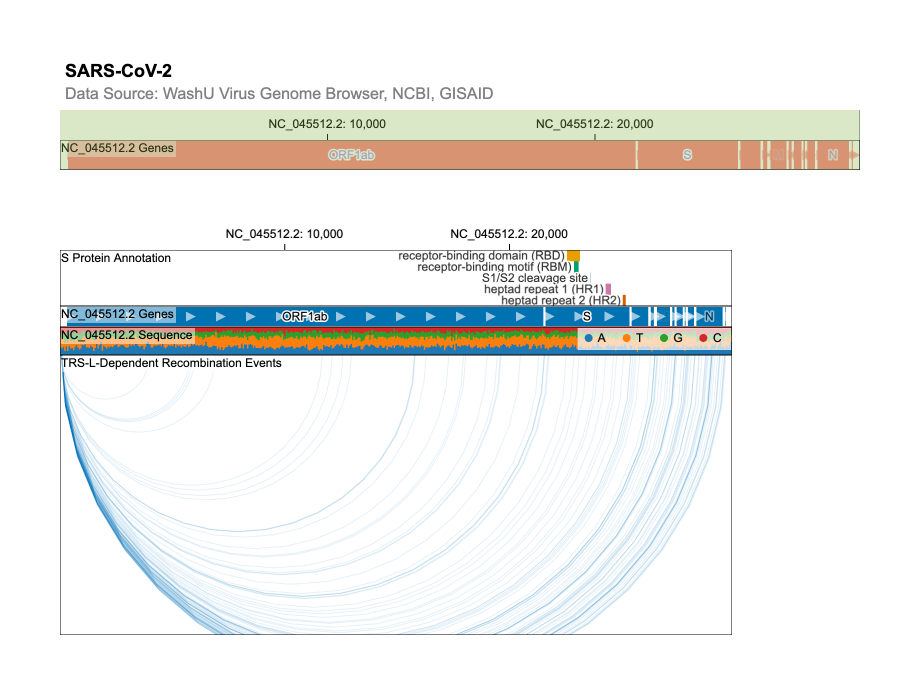 SARS-CoV-2
Data Source: WashU Virus Genome Browser, NCBI, GISAID
NC_045512.2: 10,000 NC_045512.2: 20,000
NC_045512.2 Genes ORF1ab S N
NC_045512.2: 10,000 NC_045512.2: 20,000
S Protein Annotation
receptor-binding domain (RBD)
receptor-binding motif (RBM)
S1/S2 cleavage site
heptad repeat 1 (HR1)
heptad repeat 2 (HR2)
NC_045512.2 Genes ORF1ab S N
NC_045512.2 Sequence A T G C
TRS-L-Dependent Recombination Events